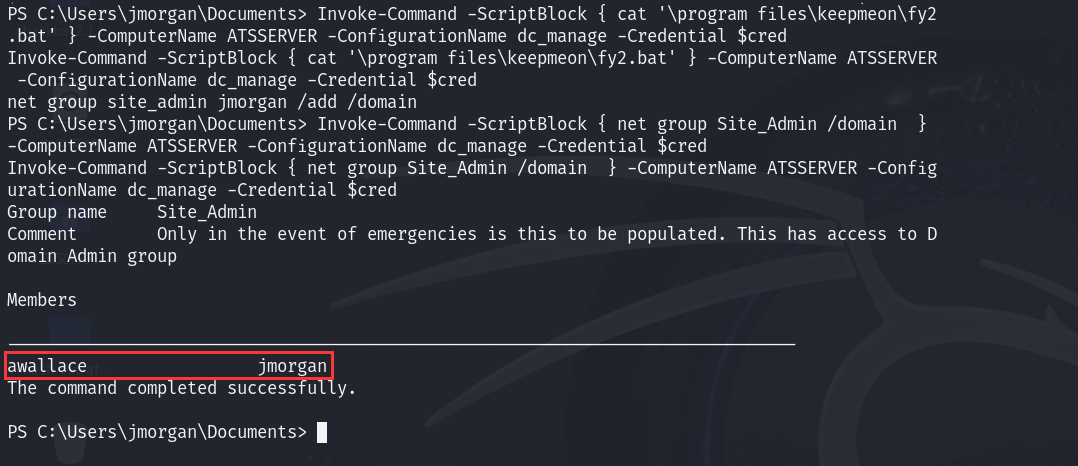 PS C:\Users\jmorgan\Documents> Invoke-Command -ScriptBlock { cat '\program files\keepmeon\fy2
.bat' } -ComputerName ATSSERVER -ConfigurationName dc_manage -Credential $cred
Invoke-Command -ScriptBlock { cat '\program files\keepmeon\fy2.bat' } -ComputerName ATSSERVER
 -ConfigurationName dc_manage -Credential $cred
net group site_admin jmorgan /add /domain
PS C:\Users\jmorgan\Documents> Invoke-Command -ScriptBlock { net group Site_Admin /domain  }
-ComputerName ATSSERVER -ConfigurationName dc_manage -Credential $cred
Invoke-Command -ScriptBlock { net group Site_Admin /domain  } -ComputerName ATSSERVER -Config
urationName dc_manage -Credential $cred
Group name     Site_Admin
Comment        Only in the event of emergencies is this to be populated. This has access to D
omain Admin group
Members
-------------------------------------------------------------------------------
awallace                 jmorgan
The command completed successfully.
PS C:\Users\jmorgan\Documents>